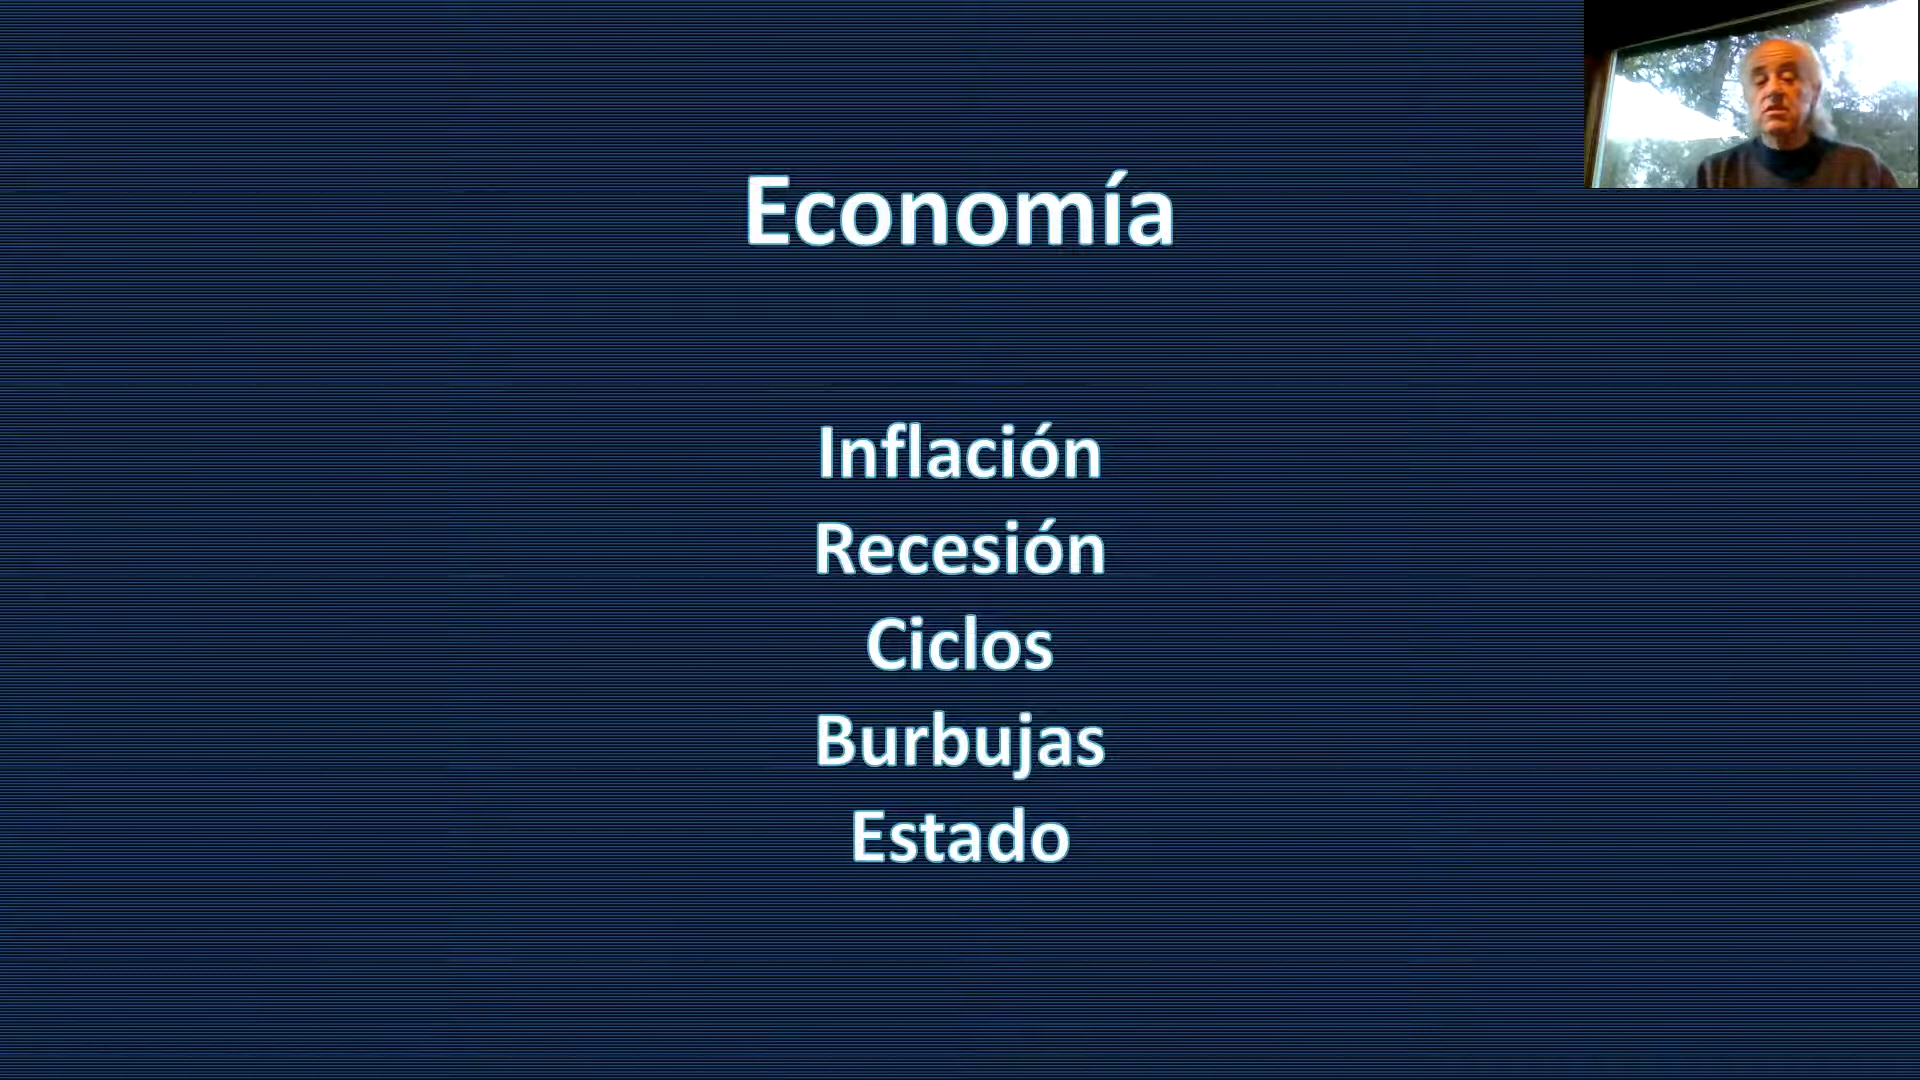 Economía
Inflación
Recesión
Ciclos
Burbujas
Estado